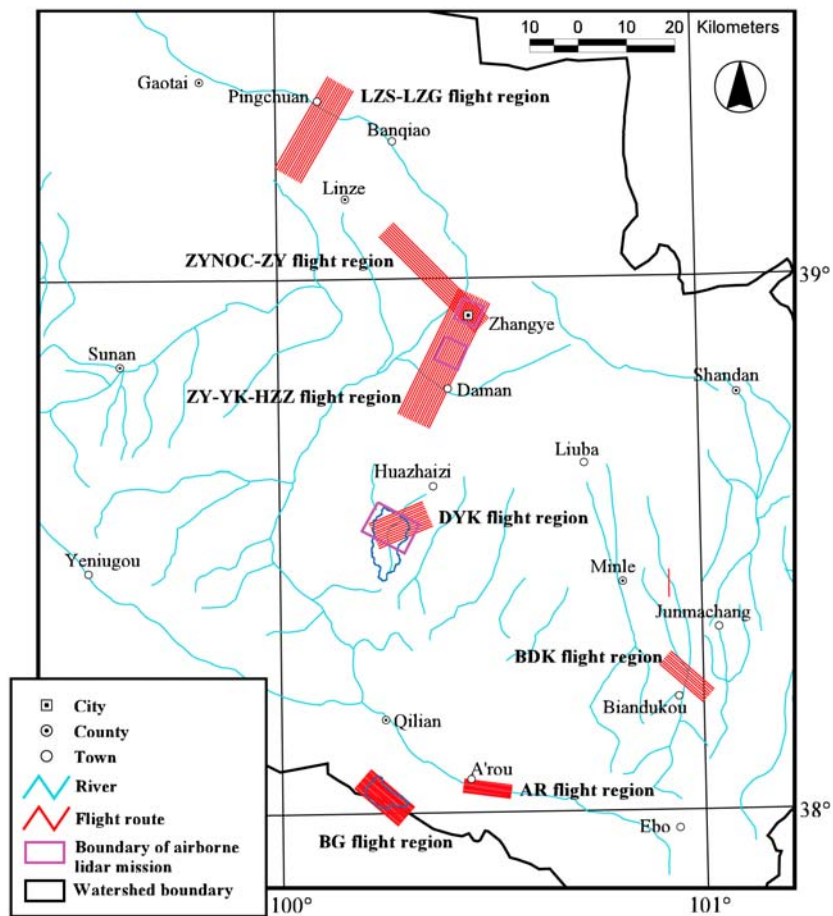 10 0 10 20 Kilometers
Gaotai
Pingchuan
LZS-LZG flight region
Banqiao
Linze
ZYNOC-ZY flight region
39°
Zhangye
Sunan
Shandan
ZY-YK-HZZ flight region
Daman
Liuba
Huazhaizi
DYK flight region
Yeniugou
Minle
Junmachang
BDK flight region
Biandukou
Qilian
A'rou
AR flight region
38°
Ebo
BG flight region
City
County
Town
River
Flight route
Boundary of airborne
lidar mission
Watershed boundary
100°
101°